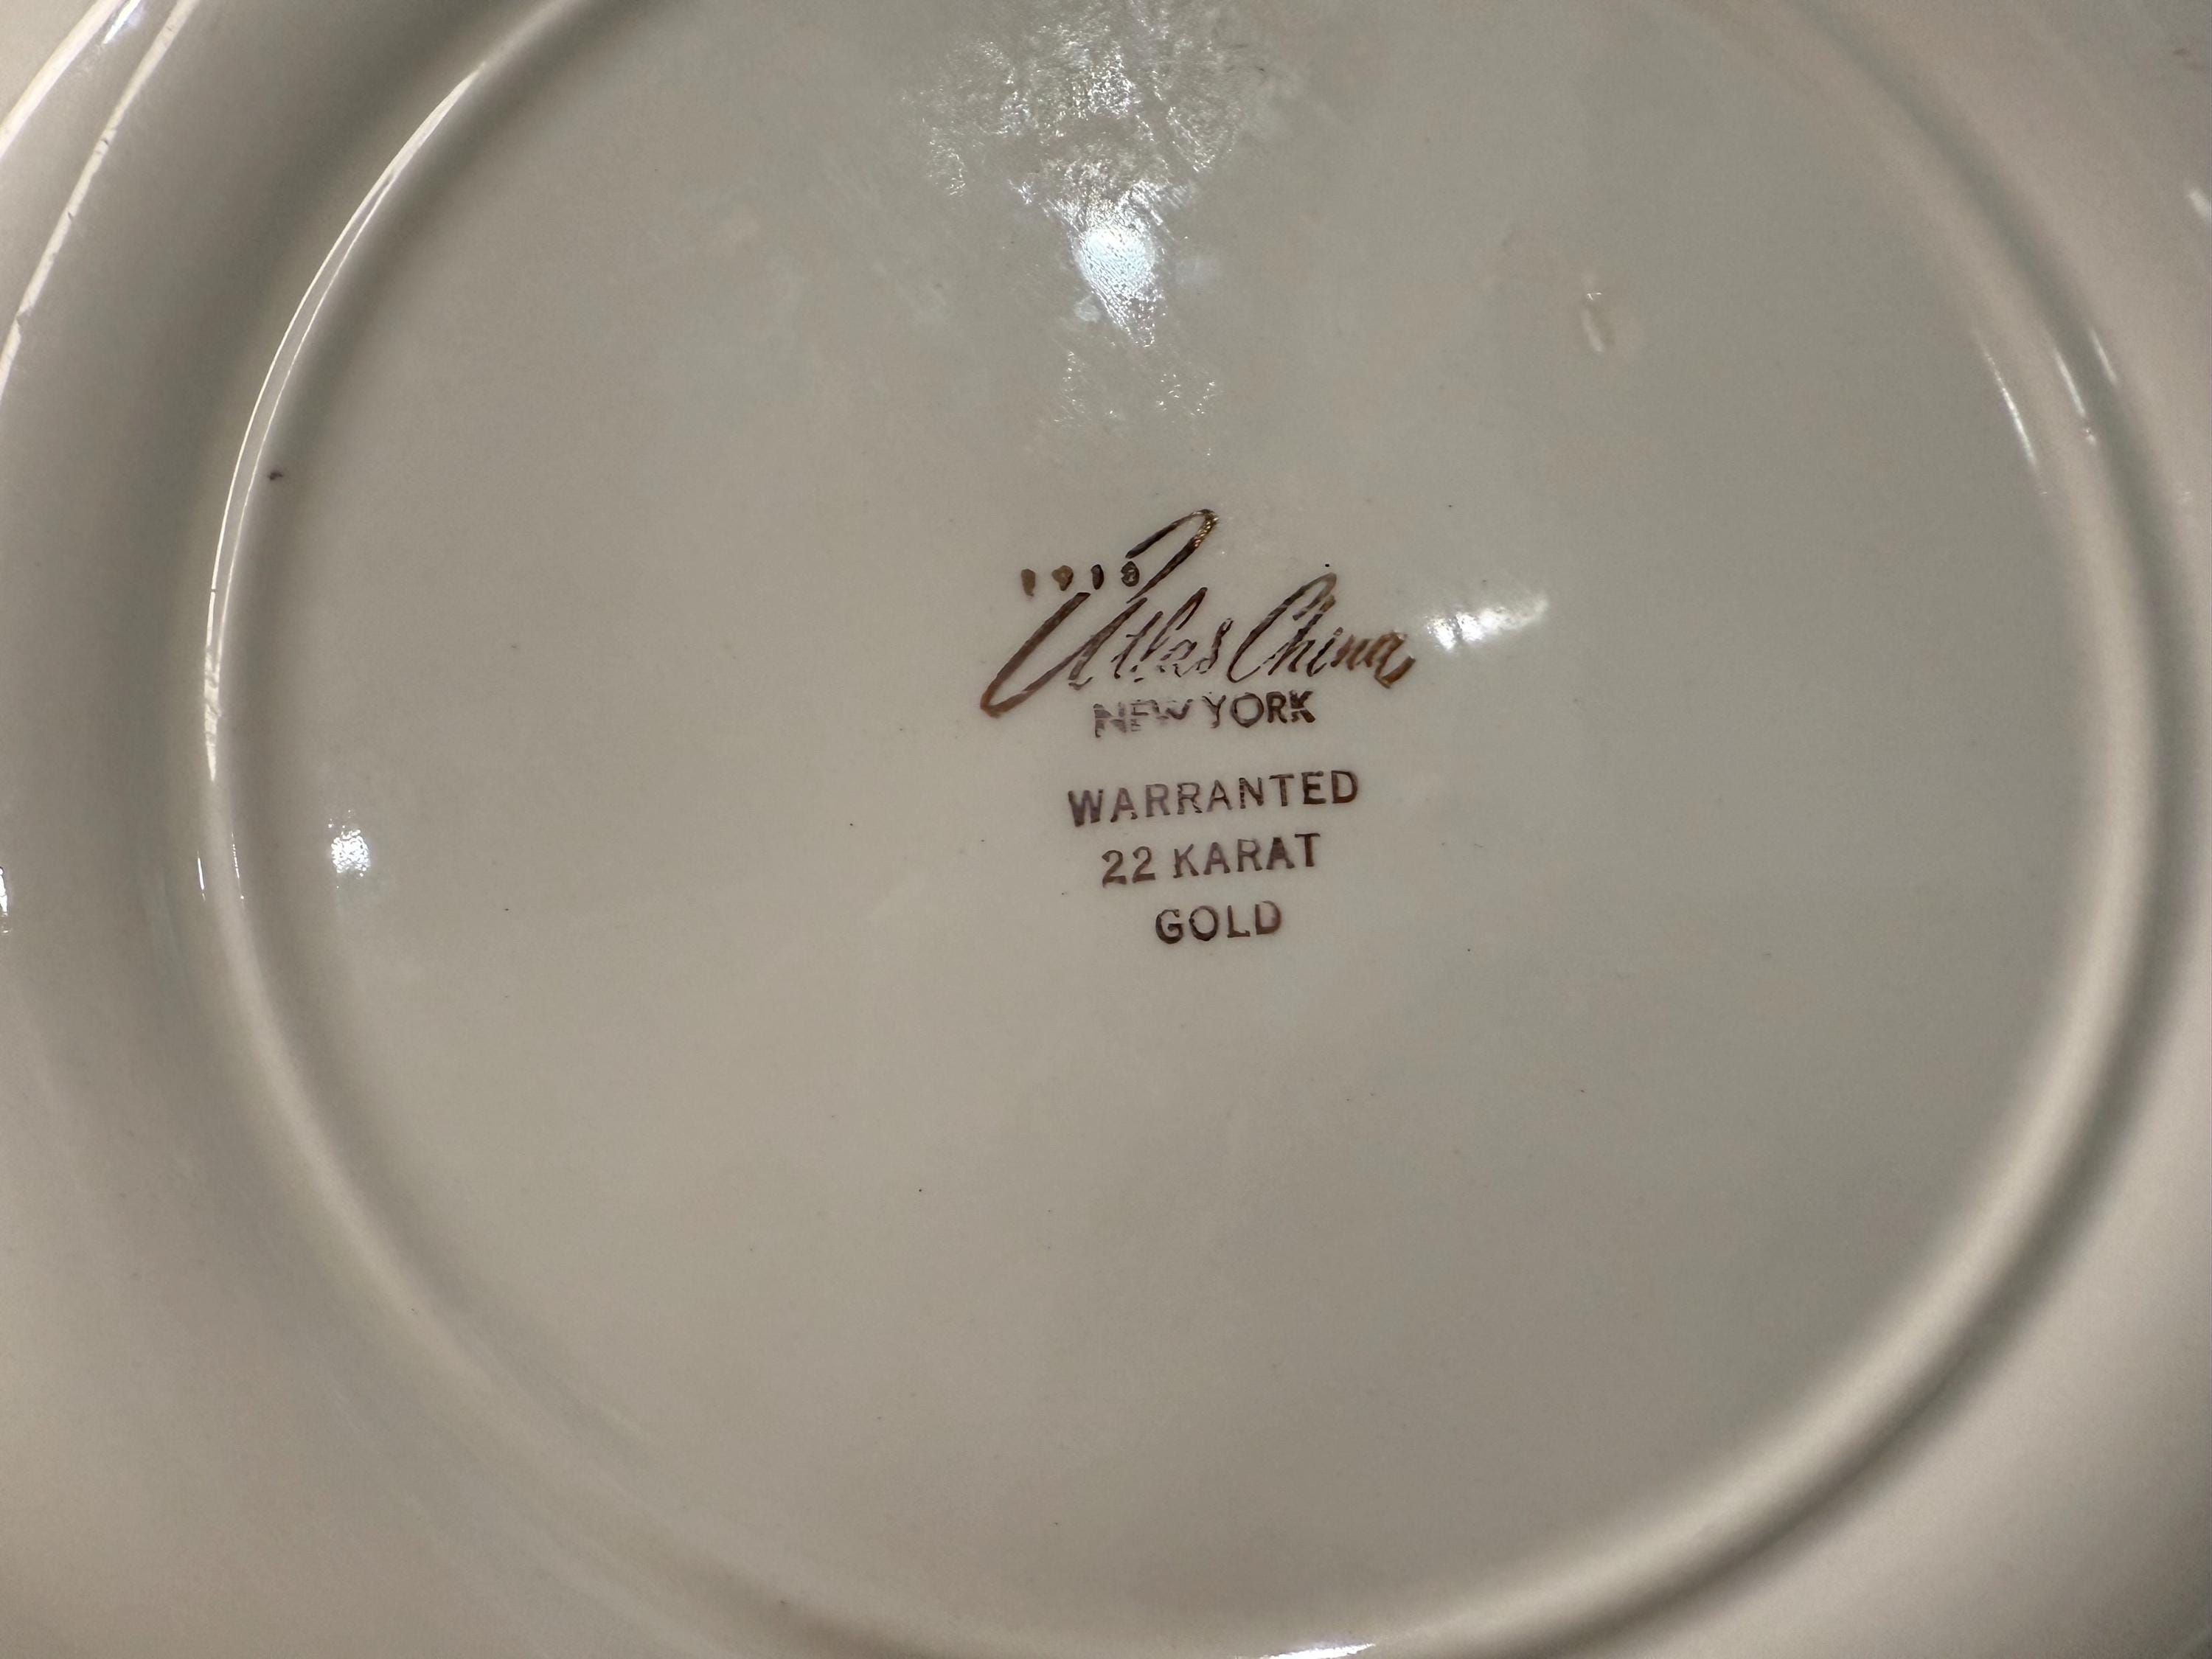 Atlas China
NEW YORK
WARRANTED
22 KARAT
GOLD